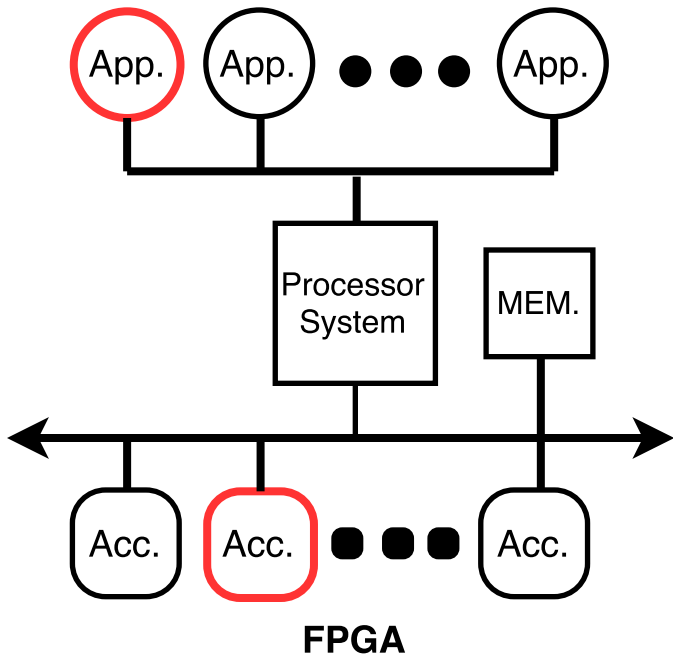 App.
App.
App.
Processor
System
MEM.
Acc.
Acc.
Acc.
FPGA